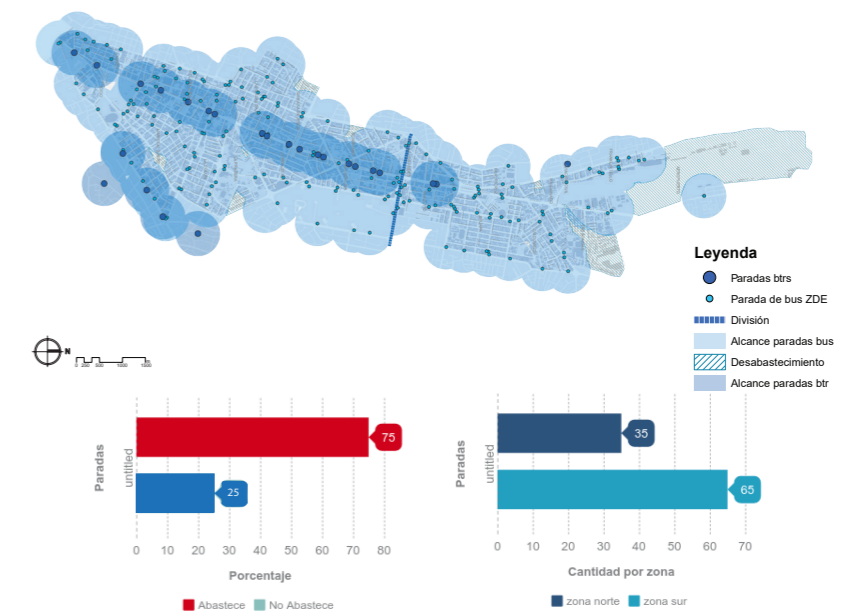 Leyenda
Paradas btrs
Parada de bus ZDE
División
Alcance paradas bus
Desabastecimiento
Alcance paradas btr
N
0 250 500 1000 1500
Paradas
untitled
75
25
0 10 20 30 40 50 60 70 80
Porcentaje
Abastece No Abastece
Paradas
untitled
35
65
0 10 20 30 40 50 60 70
Cantidad por zona
zona norte zona sur